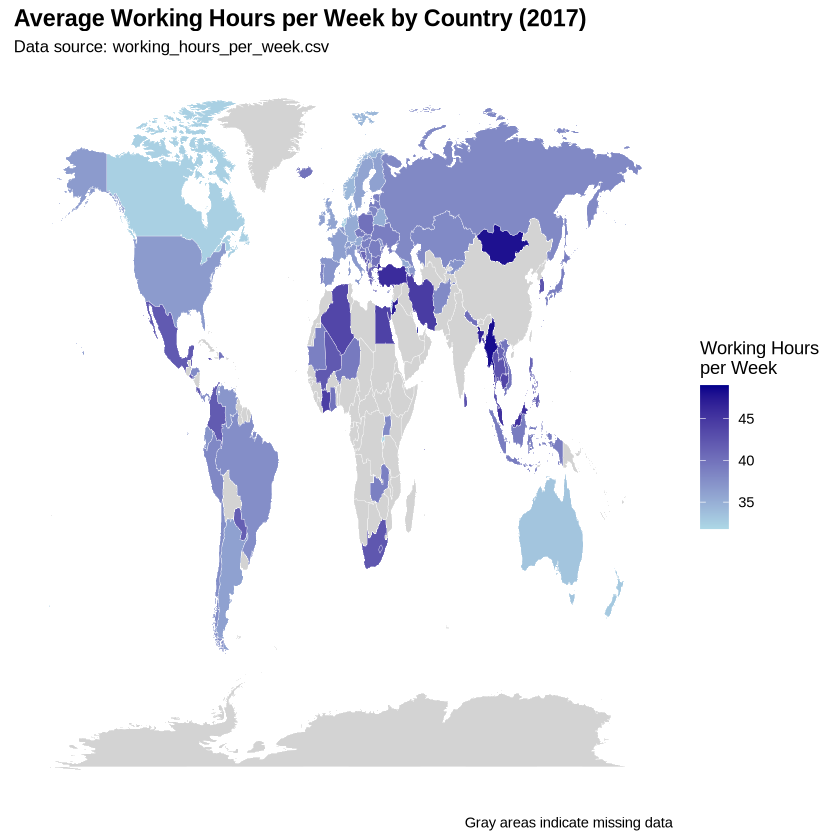 Average Working Hours per Week by Country (2017)
Data source: working_hours_per_week.csv
Working Hours
per Week
45
40
35
Gray areas indicate missing data